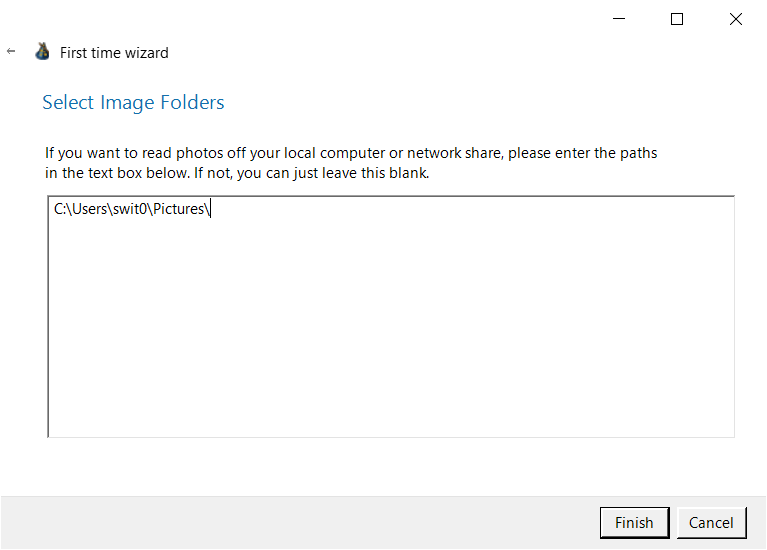 First time wizard
Select Image Folders
If you want to read photos off your local computer or network share, please enter the paths
in the text box below. If not, you can just leave this blank.
C:\Users\swit0\Pictures\
Finish
Cancel